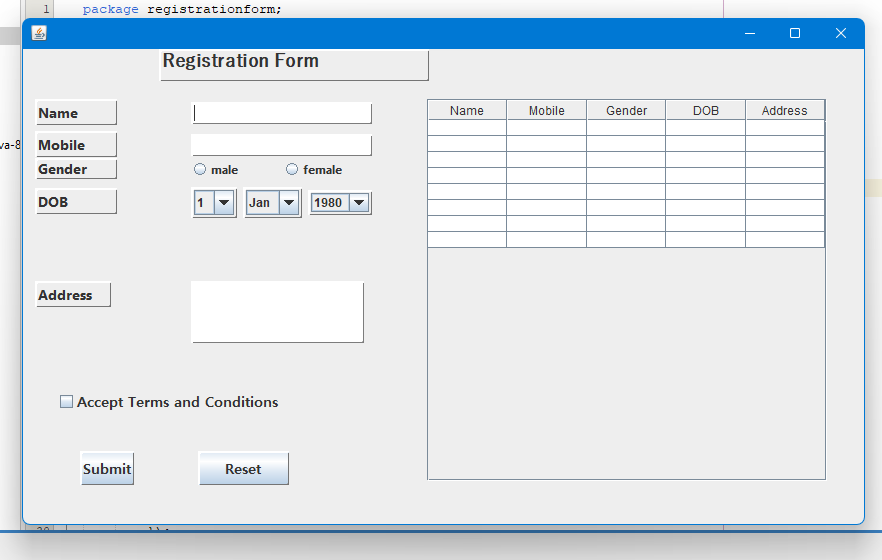 1 package registrationform;
Registration Form
Name
Mobile
va-8
Gender
male female
DOB
1 Jan 1980
Address
Accept Terms and Conditions
Submit Reset
Name Mobile Gender DOB Address